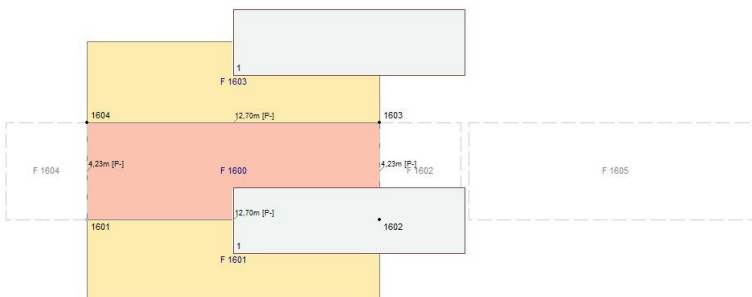 1
F 1603
1604
12,70m [P-]
1603
F 1604
4,23m [P-]
F 1600
4,23m [P-]
F 1602
F 1605
12,70m [P-]
1601
1602
1
F 1601